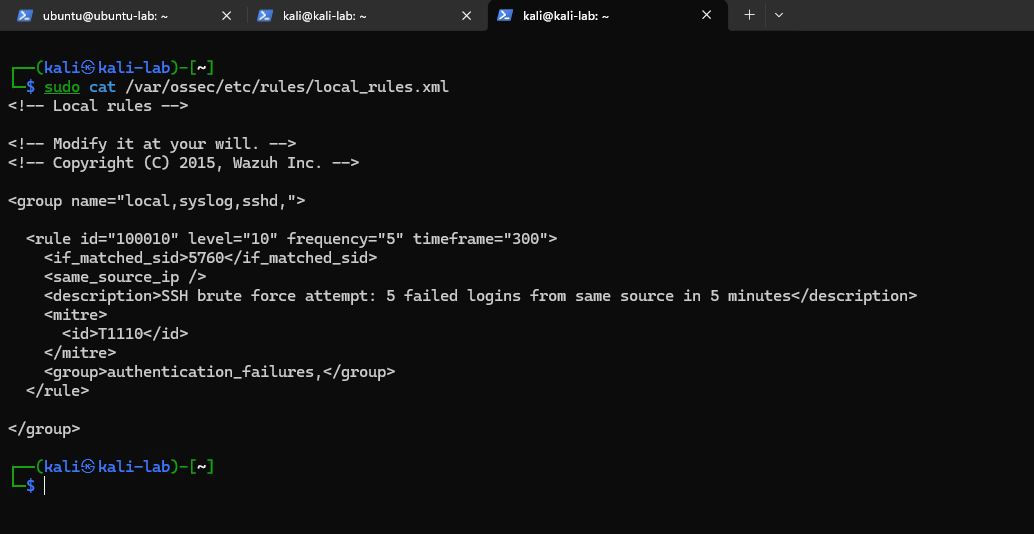 ubuntu@ubuntu-lab: ~
kali@kali-lab: ~
kali@kali-lab: ~
┌──(kali㉿kali-lab)-[~]
└─$ sudo cat /var/ossec/etc/rules/local_rules.xml
<!-- Local rules -->
<!-- Modify it at your will. -->
<!-- Copyright (C) 2015, Wazuh Inc. -->
<group name="local,syslog,sshd,">
  <rule id="100010" level="10" frequency="5" timeframe="300">
    <if_matched_sid>5760</if_matched_sid>
    <same_source_ip />
    <description>SSH brute force attempt: 5 failed logins from same source in 5 minutes</description>
    <mitre>
      <id>T1110</id>
    </mitre>
    <group>authentication_failures,</group>
  </rule>
</group>
┌──(kali㉿kali-lab)-[~]
└─$